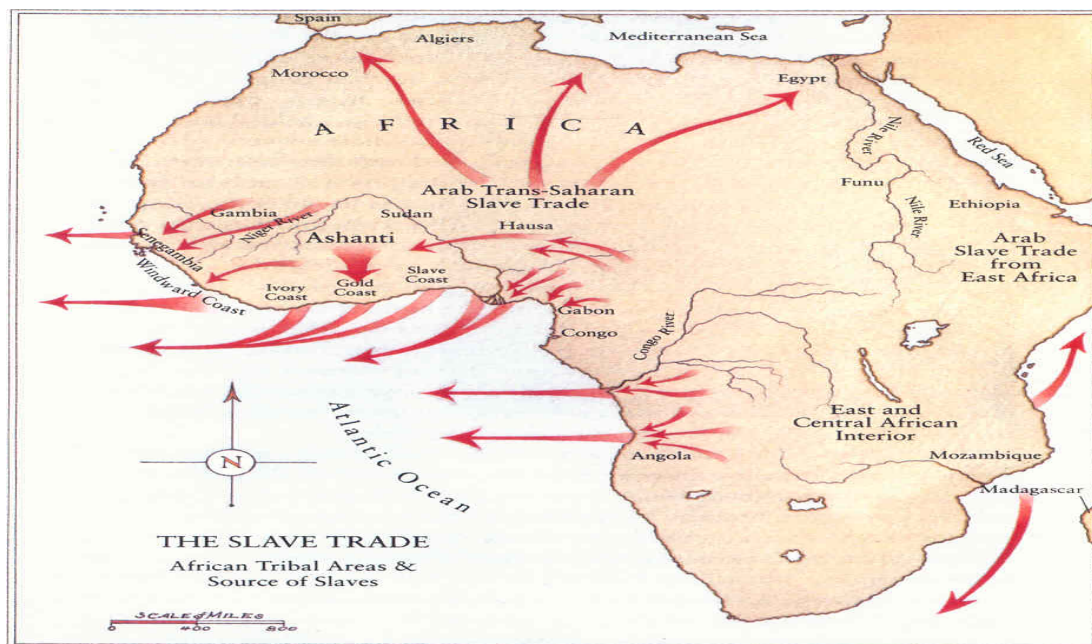 Spain
Algiers
Mediterranean Sea
Morocco
Egypt
A F R I C A
Nile River
Red Sea
Arab Trans-Saharan
Slave Trade
Funu
Gambia
Niger River
Sudan
Hausa
Nile River
Ethiopia
Senegambia
Ashanti
Arab
Slave Trade
from
East Africa
Windward Coast
Ivory
Coast
Gold
Coast
Slave
Coast
Gabon
Congo
Congo River
Atlantic Ocean
East and
Central African
Interior
Angola
Mozambique
Madagascar
N
THE SLAVE TRADE
African Tribal Areas &
Source of Slaves
SCALE of MILES
0 400 800